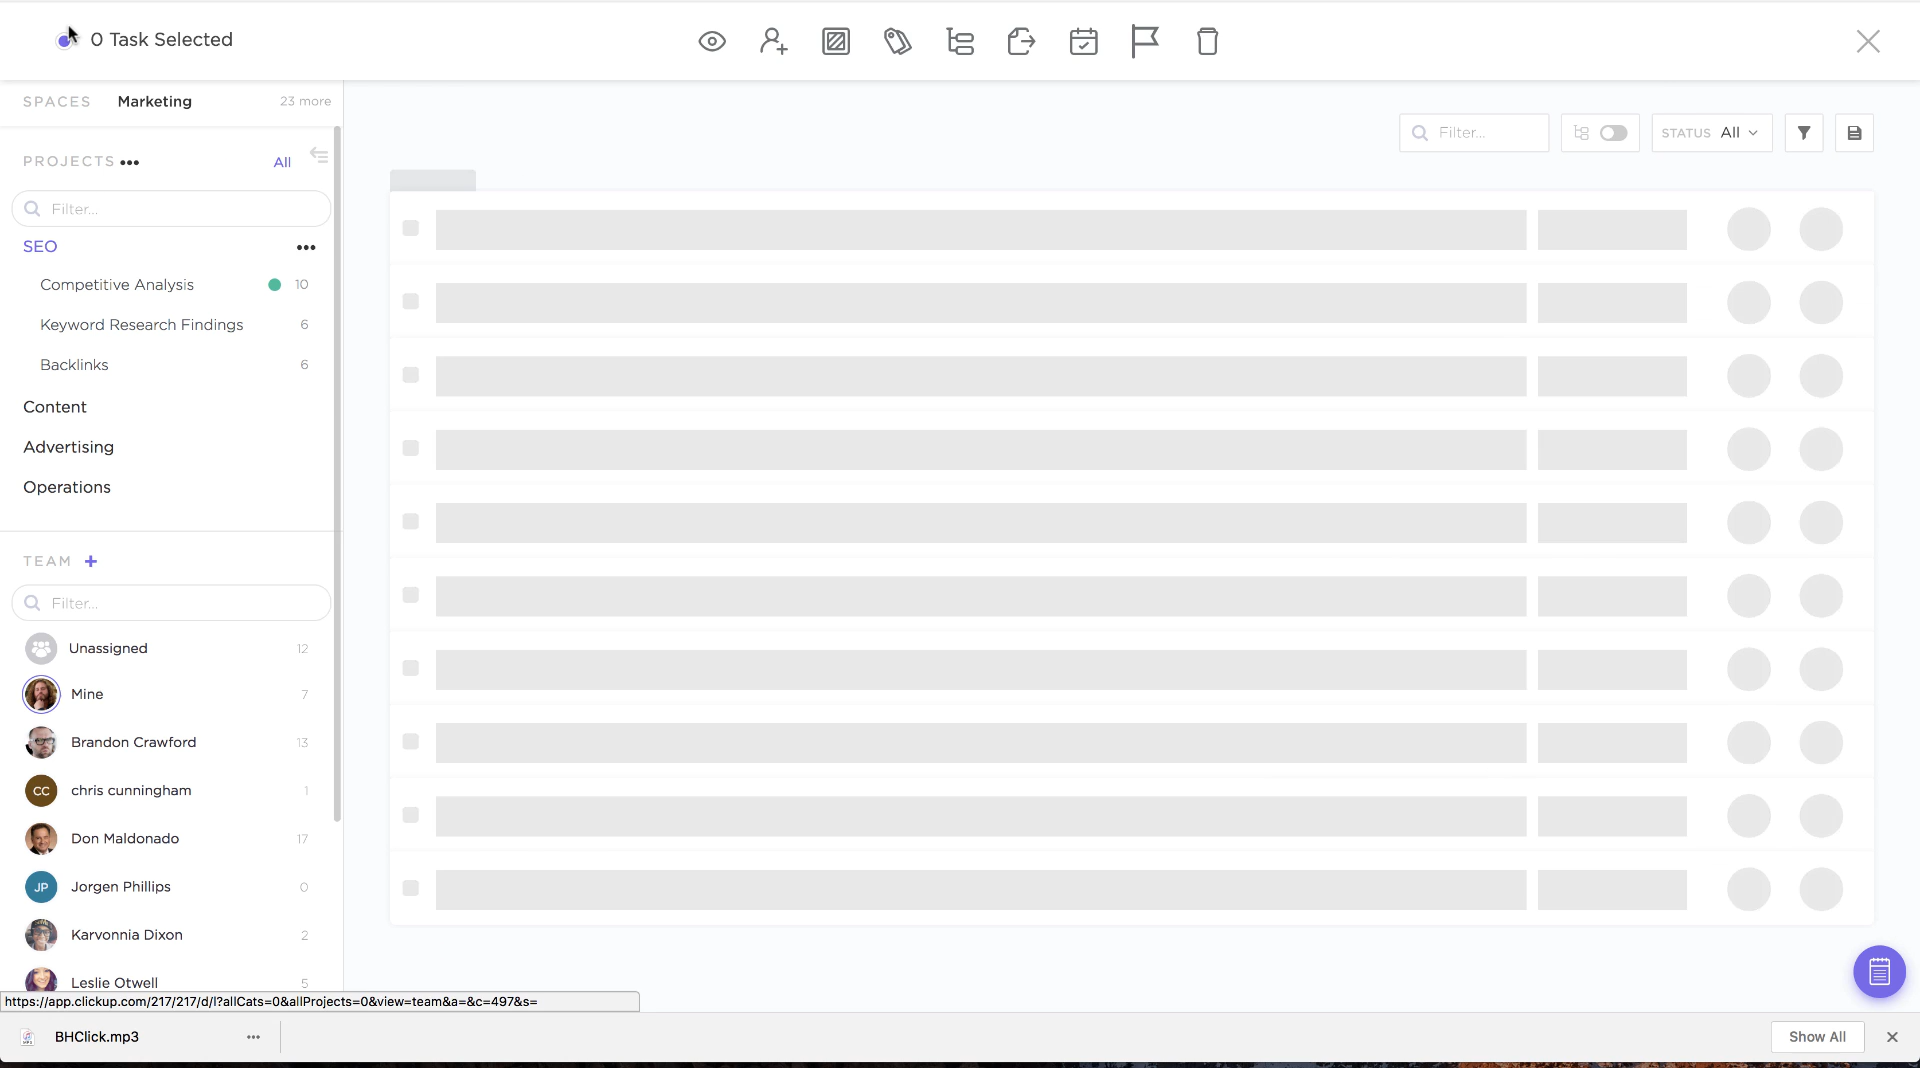 0 Task Selected
SPACES Marketing 23 more
PROJECTS ••• All
Filter...
STATUS All
Filter...
SEO •••
Competitive Analysis 10
Keyword Research Findings 6
Backlinks 6
Content
Advertising
Operations
TEAM +
Filter...
Unassigned 12
Mine 7
Brandon Crawford 13
CC chris cunningham 1
Don Maldonado 17
JP Jorgen Phillips 0
Karvonnia Dixon 2
Leslie Otwell 5
https://app.clickup.com/217/217/d/l?allCats=0&allProjects=0&view=team&a=&c=497&s=
BHClick.mp3 ••• Show All